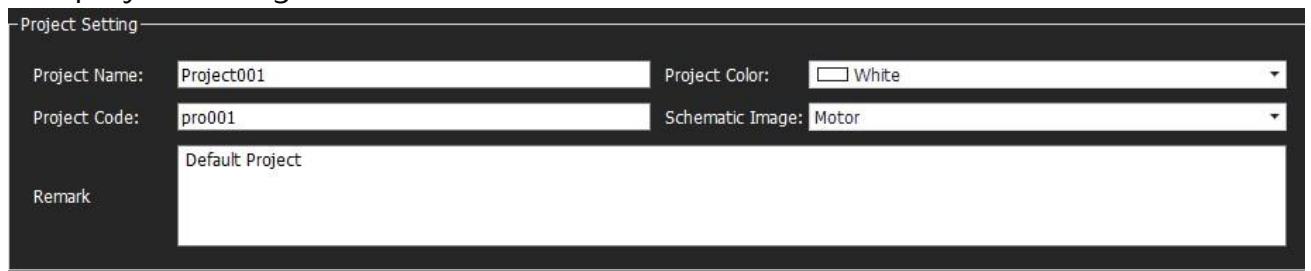 Project Setting
Project Name: Project001 Project Color: White
Project Code: pro001 Schematic Image: Motor
Default Project
Remark